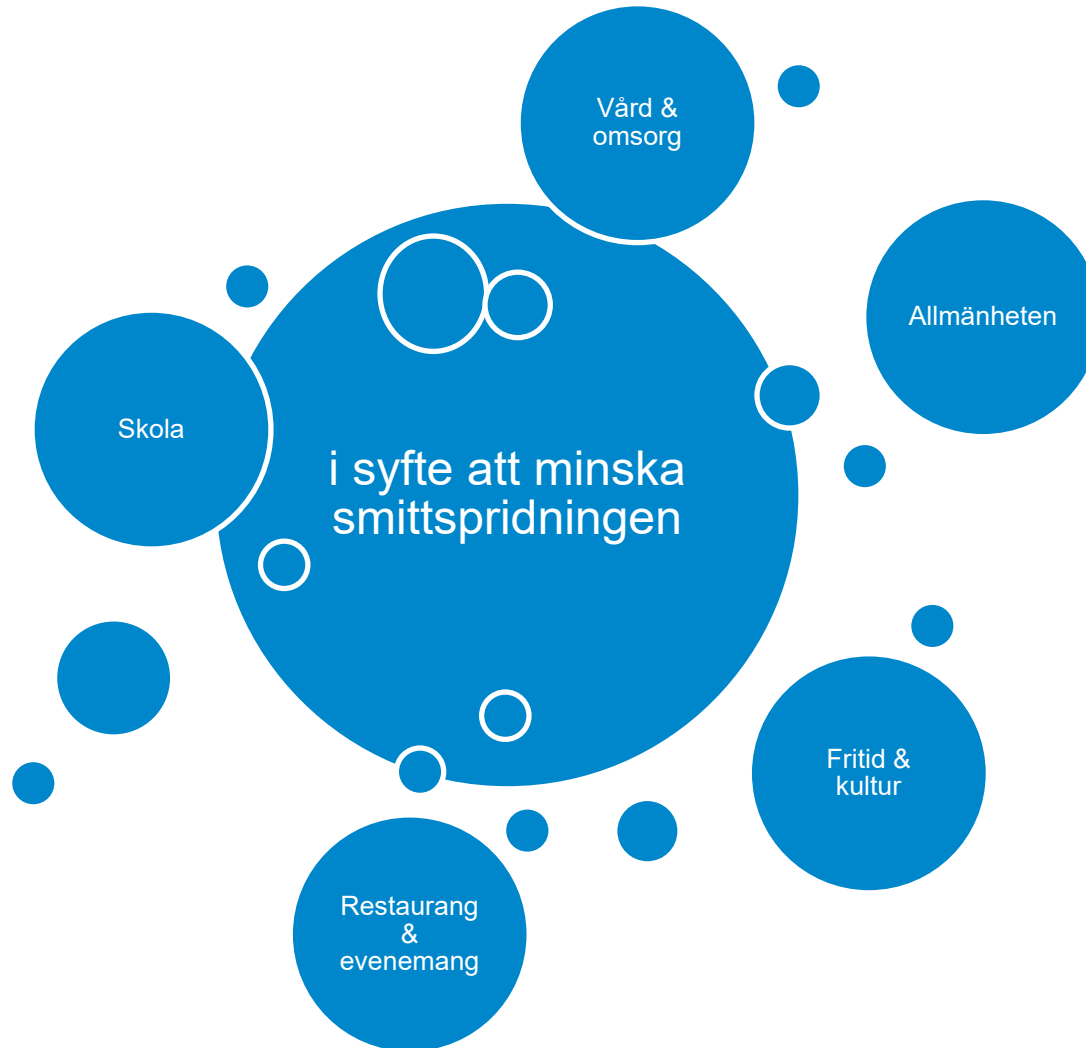 Vård &
omsorg
Allmänheten
Skola
i syfte att minska
smittspridningen
Fritid &
kultur
Restaurang
&
evenemang